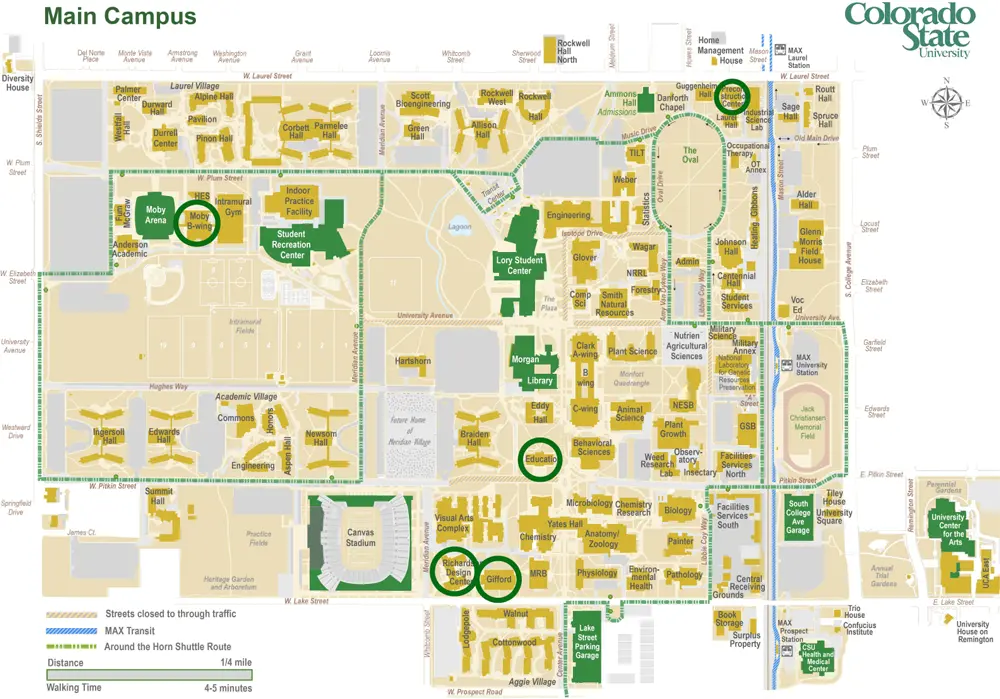 Main Campus
Colorado
State
University
Rockwell
Hall
North
Home
Management
House
Mason
Street
MAX
Laurel
Station
Meldrum Street
Howes Street
Del Norte
Place
Monte Vista
Avenue
Armstrong
Avenue
Washington
Avenue
Grant
Avenue
Loomis
Avenue
Whitcomb
Street
Sherwood
Street
Diversity
House
W. Laurel Street
W. Laurel Street
S. Shields Street
Laurel Village
Palmer
Center
Alpine Hall
Durward
Hall
Westfall
Hall
Pavilion
Durrell
Center
Pinon Hall
Corbett
Hall
Parmelee
Hall
Meridian Avenue
Scott
Bioengineering
Green
Hall
Rockwell
West
Rockwell
Hall
Allison
Hall
Ammons
Hall
Admissions
Danforth
Chapel
Guggenheim
Hall
Laurel
Hall
Industrial
Science
Lab
Sage
Hall
Routt
Hall
Spruce
Hall
N
W
E
S
Music Drive
Old Main Drive
The
Oval
Occupational
Therapy
OT
Annex
TILT
Weber
Plum
Street
W. Plum
Street
W. Plum Street
Transit
Center
Oval Drive
Mason Street
Statistics
Gibbons
Heating
Alder
Hall
Moby
Arena
Fum
McGraw
HES
Moby
B-wing
Intramural
Gym
Indoor
Practice
Facility
Student
Recreation
Center
Anderson
Academic
Lagoon
Lory Student
Center
Engineering
Isotope Drive
Glover
Wagar
NRRL
Forestry
Comp
Sci
Smith
Natural
Resources
Admin
Johnson
Hall
Centennial
Hall
Student
Services
Glenn
Morris
Field
House
Locust
Street
S. College Avenue
W. Elizabeth
Street
Elizabeth
Street
Amy Van Dyken Way
Libbie Coy Way
The
Plaza
Voc
Ed
University Ave.
University Avenue
University
Avenue
Intramural
Fields
Meridian Avenue
Hartshorn
Morgan
Library
Clark
A-wing
B
wing
C-wing
Plant Science
Monfort
Quadrangle
Nutrien
Agricultural
Sciences
Military
Science
Military
Annex
National
Laboratory
for Genetic
Resources
Preservation
"A"
Street
MAX
University
Station
Garfield
Street
Hughes Way
Academic Village
Commons
Honors
Engineering
Aspen Hall
Ingersoll
Hall
Edwards
Hall
Newsom
Hall
Future Home
of
Meridian Village
Braiden
Hall
Eddy
Hall
Animal
Science
NESB
Plant
Growth
GSB
Jack
Christiansen
Memorial
Field
Edwards
Street
Westward
Drive
Behavioral
Sciences
Weed
Research
Lab
Observ-
atory
Insectary
Facilities
Services
North
W. Pitkin Street
Pitkin Street
E. Pitkin Street
Springfield
Drive
Summit
Hall
James Ct.
Practice
Fields
Heritage Garden
and Arboretum
Canvas
Stadium
Meridian Avenue
Visual Arts
Complex
Richards
Design
Center
Gifford
Microbiology
Chemistry
Research
Yates Hall
Chemistry
Anatomy/
Zoology
MRB
Physiology
Environ-
mental
Health
Pathology
Biology
Painter
Libbie Coy Way
Facilities
Services
South
Central
Receiving
Grounds
South
College
Ave
Garage
Tiley
House
University
Square
Remington Street
Perennial
Gardens
University
Center
for the
Arts
Annual
Trial
Gardens
UCA East
W. Lake Street
E. Lake Street
Streets closed to through traffic
MAX Transit
Around the Horn Shuttle Route
Distance
1/4 mile
Walking Time
4-5 minutes
Whitcomb Street
Lodgepole
Walnut
Cottonwood
Aggie Village
Center Avenue
W. Prospect Road
Lake
Street
Parking
Garage
Book
Storage
Surplus
Property
MAX
Prospect
Station
CSU
Health and
Medical
Center
Trio
House
Confucius
Institute
University
House on
Remington